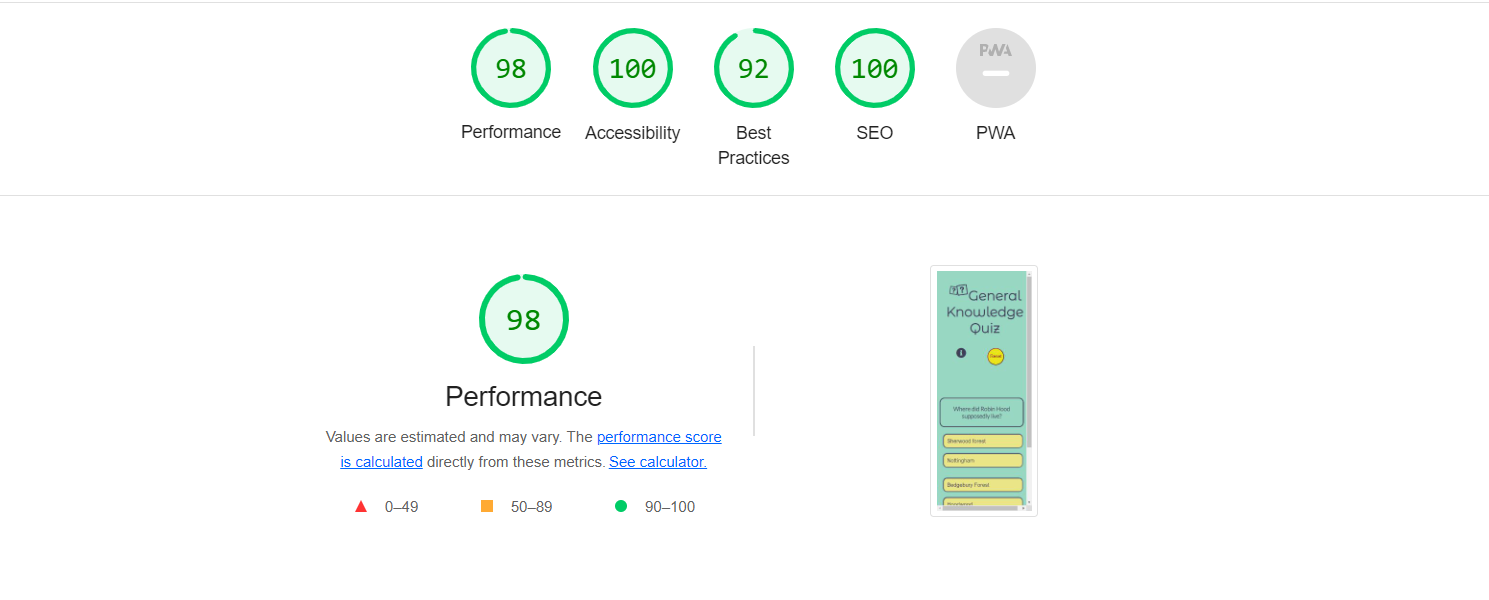 98
100
92
100
PWA
Performance
Accessibility
Best
Practices
SEO
PWA
98
Performance
Values are estimated and may vary. The performance score
is calculated directly from these metrics. See calculator.
0–49
50–89
90–100
? ?
General
Knowledge
Quiz
Where did Robin Hood
supposedly live?
Sherwood forest
Nottingham
Bedgebury Forest